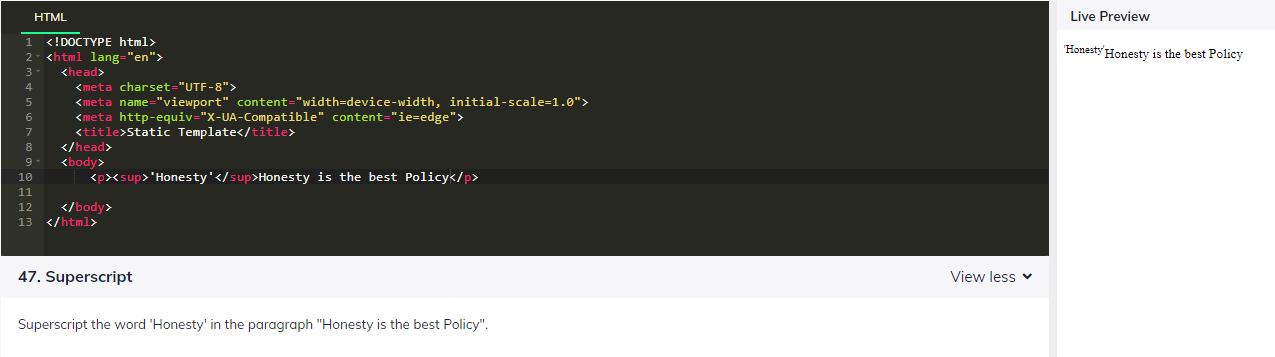 HTML
Live Preview
1 <!DOCTYPE html>
2 <html lang="en">
3 <head>
4 <meta charset="UTF-8">
5 <meta name="viewport" content="width=device-width, initial-scale=1.0">
6 <meta http-equiv="X-UA-Compatible" content="ie=edge">
7 <title>Static Template</title>
8 </head>
9 <body>
10 <p><sup>'Honesty'</sup>Honesty is the best Policy</p>
11
12 </body>
13 </html>
'Honesty'Honesty is the best Policy
47. Superscript
View less
Superscript the word 'Honesty' in the paragraph "Honesty is the best Policy".